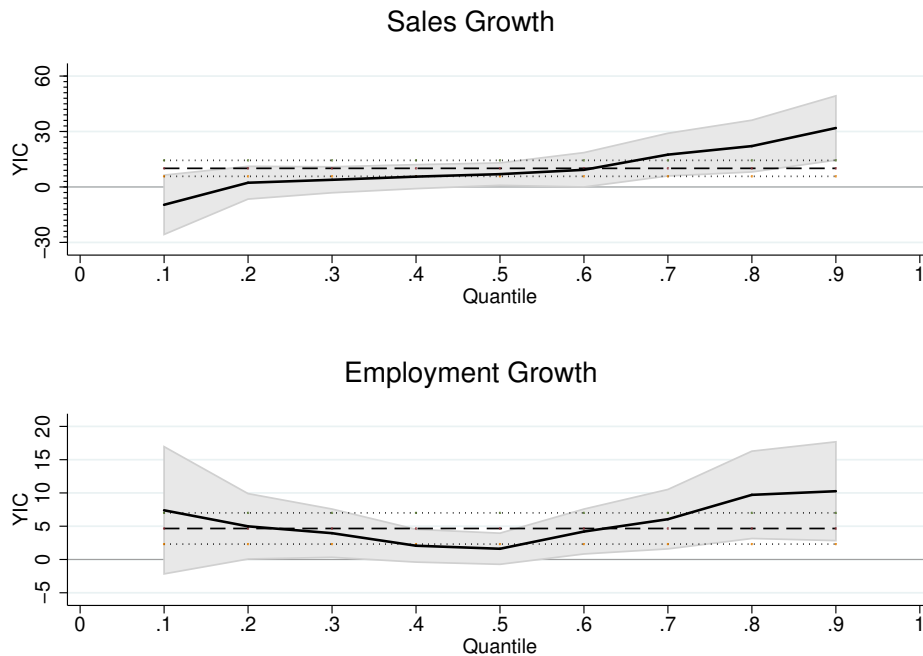 Sales Growth
YIC
60
30
0
−30
0 .1 .2 .3 .4 .5 .6 .7 .8 .9 1
Quantile
Employment Growth
YIC
20
15
10
5
0
−5
0 .1 .2 .3 .4 .5 .6 .7 .8 .9 1
Quantile